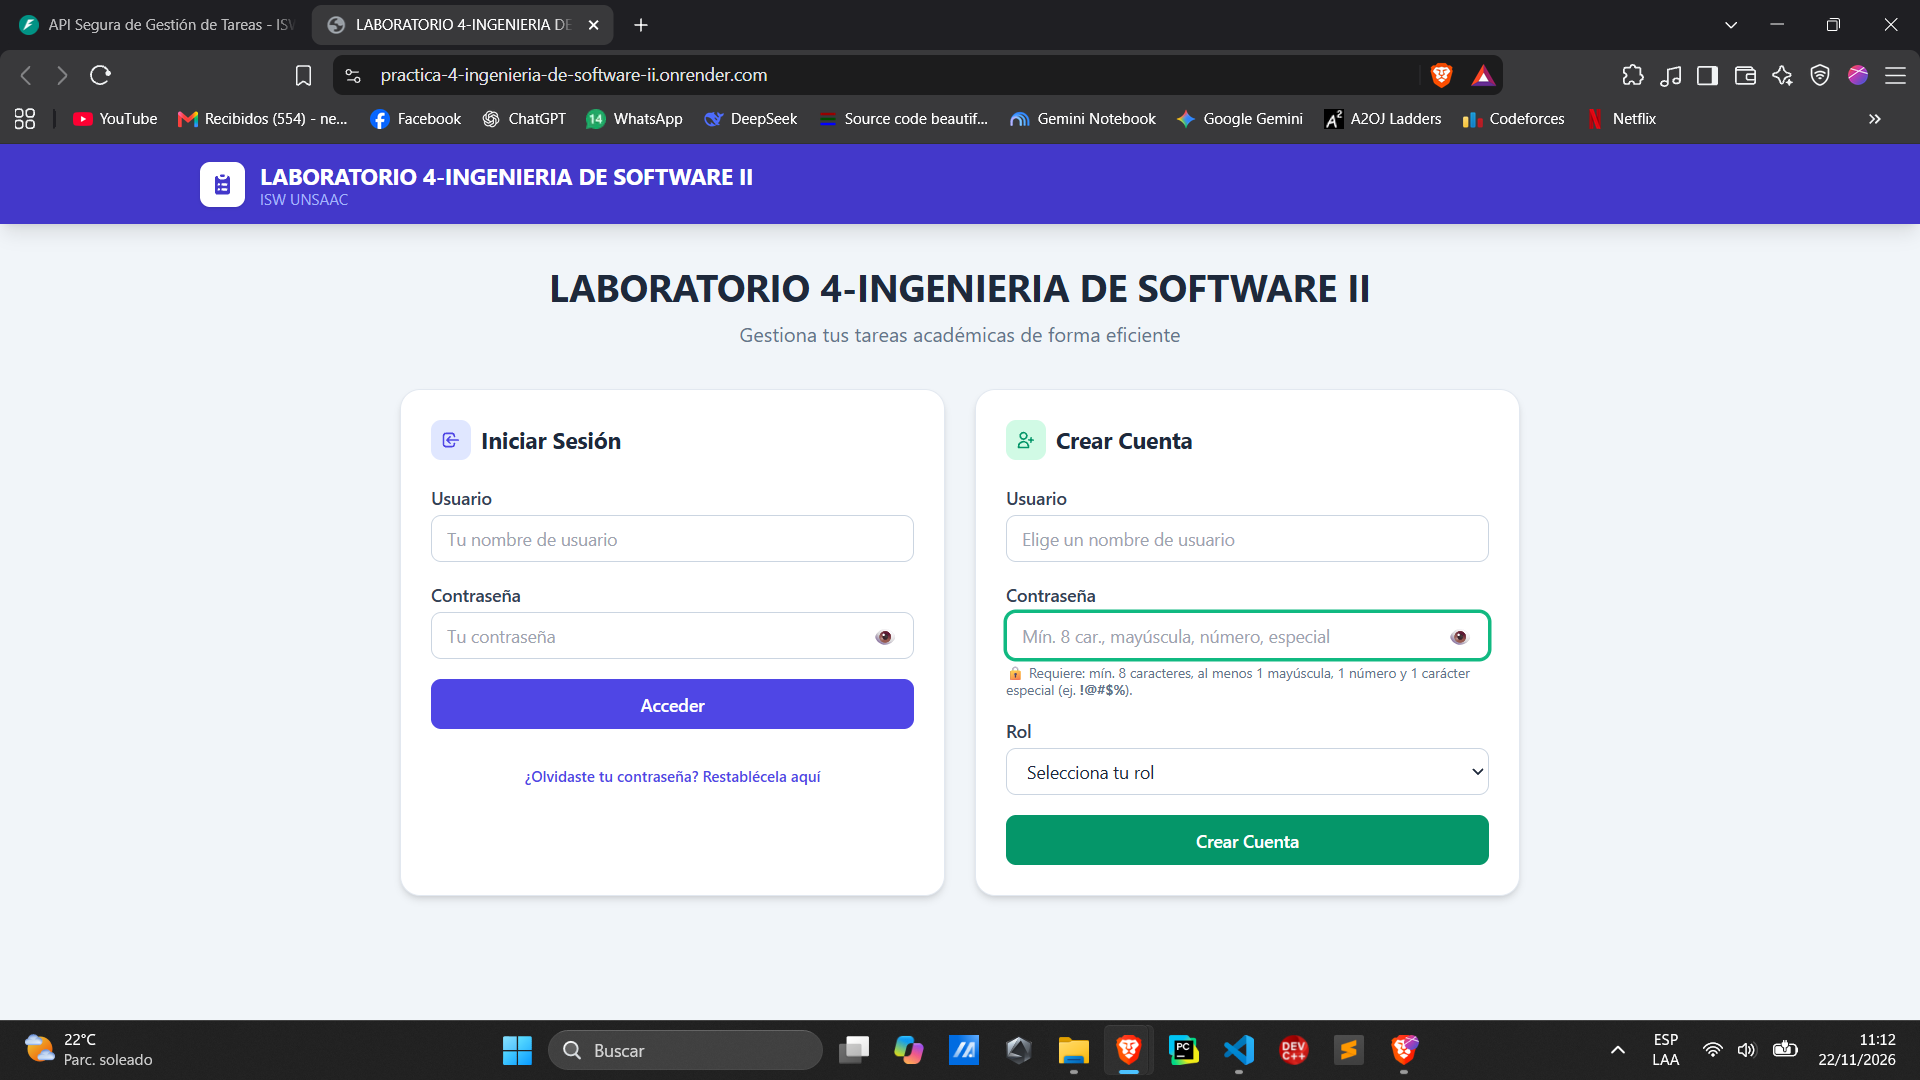 API Segura de Gestión de Tareas - ISW
LABORATORIO 4-INGENIERIA DE
practica-4-ingenieria-de-software-ii.onrender.com
YouTube
Recibidos (554) - ne...
Facebook
ChatGPT
14
WhatsApp
DeepSeek
Source code beautif...
Gemini Notebook
Google Gemini
A2
A2OJ Ladders
Codeforces
Netflix
LABORATORIO 4-INGENIERIA DE SOFTWARE II
ISW UNSAAC
LABORATORIO 4-INGENIERIA DE SOFTWARE II
Gestiona tus tareas académicas de forma eficiente
Iniciar Sesión
Usuario
Tu nombre de usuario
Contraseña
Tu contraseña
Acceder
¿Olvidaste tu contraseña? Restablécela aquí
Crear Cuenta
Usuario
Elige un nombre de usuario
Contraseña
Mín. 8 car., mayúscula, número, especial
Requiere: mín. 8 caracteres, al menos 1 mayúscula, 1 número y 1 carácter
especial (ej. !@#$%).
Rol
Selecciona tu rol
Crear Cuenta
22°C
Parc. soleado
Buscar
PC
DEV
C++
ESP
LAA
11:12
22/11/2026